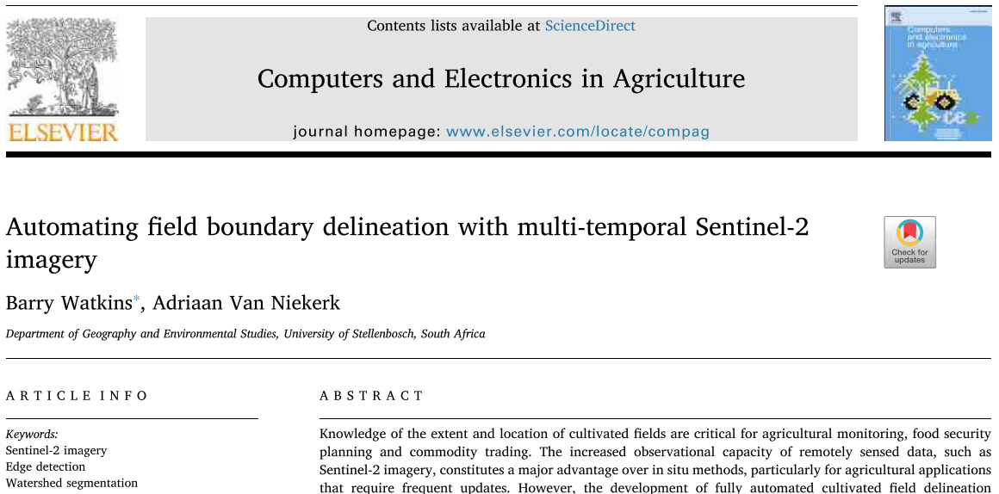 Contents lists available at ScienceDirect
Computers and Electronics in Agriculture
journal homepage: www.elsevier.com/locate/compag
ELSEVIER
Computers
and electronics
in agriculture
Automating field boundary delineation with multi-temporal Sentinel-2
imagery
Check for
updates
Barry Watkins*, Adriaan Van Niekerk
Department of Geography and Environmental Studies, University of Stellenbosch, South Africa
ARTICLE INFO
Keywords:
Sentinel-2 imagery
Edge detection
Watershed segmentation
ABSTRACT
Knowledge of the extent and location of cultivated fields are critical for agricultural monitoring, food security
planning and commodity trading. The increased observational capacity of remotely sensed data, such as
Sentinel-2 imagery, constitutes a major advantage over in situ methods, particularly for agricultural applications
that require frequent updates. However, the development of fully automated cultivated field delineation